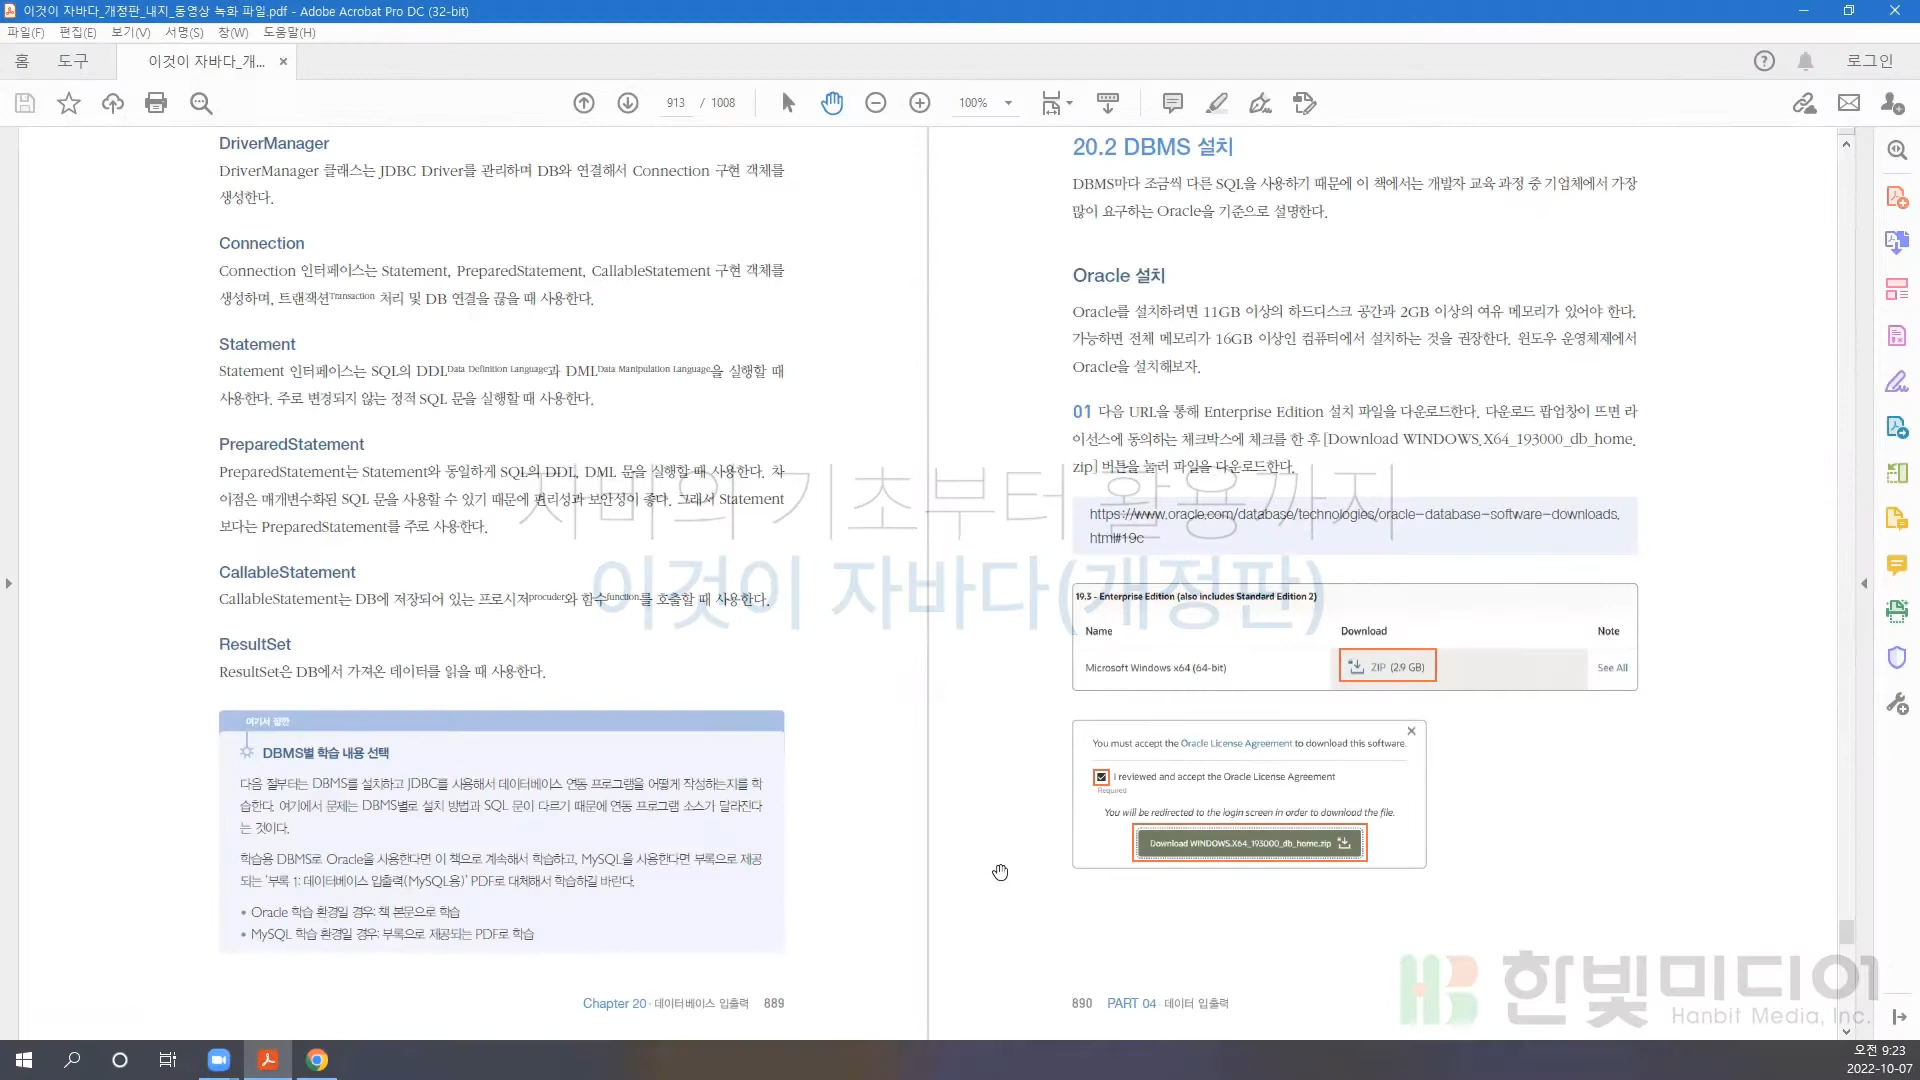 이것이 자바다_개정판_내지_동영상 녹화 파일.pdf - Adobe Acrobat Pro DC (32-bit)
파일(F) 편집(E) 보기(V) 서명(S) 창(W) 도움말(H)
홈 도구 이것이 자바다_개... × 로그인
913 / 1008 100%
DriverManager
DriverManager 클래스는 JDBC Driver를 관리하며 DB와 연결해서 Connection 구현 객체를
생성한다.
Connection
Connection 인터페이스는 Statement, PreparedStatement, CallableStatement 구현 객체를
생성하며, 트랜잭션Transaction 처리 및 DB 연결을 끊을 때 사용한다.
Statement
Statement 인터페이스는 SQL의 DDLData Definition Language과 DMLData Manipulation Language을 실행할 때
사용한다. 주로 변경되지 않는 정적 SQL 문을 실행할 때 사용한다.
PreparedStatement
PreparedStatement는 Statement와 동일하게 SQL의 DDL, DML 문을 실행할 때 사용한다. 차
이점은 매개변수화된 SQL 문을 사용할 수 있기 때문에 편리성과 보안성이 좋다. 그래서 Statement
보다는 PreparedStatement를 주로 사용한다.
CallableStatement
CallableStatement는 DB에 저장되어 있는 프로시저procuder와 함수function를 호출할 때 사용한다.
ResultSet
ResultSet은 DB에서 가져온 데이터를 읽을 때 사용한다.
여기서 잠깐
DBMS별 학습 내용 선택
다음 절부터는 DBMS를 설치하고 JDBC를 사용해서 데이터베이스 연동 프로그램을 어떻게 작성하는지를 학
습한다. 여기에서 문제는 DBMS별로 설치 방법과 SQL 문이 다르기 때문에 연동 프로그램 소스가 달라진다
는 것이다.
학습용 DBMS로 Oracle을 사용한다면 이 책으로 계속해서 학습하고, MySQL을 사용한다면 부록으로 제공
되는 '부록 1: 데이터베이스 입출력(MySQL용)' PDF로 대체해서 학습하길 바란다.
• Oracle 학습 환경일 경우: 책 본문으로 학습
• MySQL 학습 환경일 경우: 부록으로 제공되는 PDF로 학습
Chapter 20 · 데이터베이스 입출력 889
20.2 DBMS 설치
DBMS마다 조금씩 다른 SQL을 사용하기 때문에 이 책에서는 개발자 교육 과정 중 기업체에서 가장
많이 요구하는 Oracle을 기준으로 설명한다.
Oracle 설치
Oracle를 설치하려면 11GB 이상의 하드디스크 공간과 2GB 이상의 여유 메모리가 있어야 한다.
가능하면 전체 메모리가 16GB 이상인 컴퓨터에서 설치하는 것을 권장한다. 윈도우 운영체제에서
Oracle을 설치해보자.
01 다음 URL을 통해 Enterprise Edition 설치 파일을 다운로드한다. 다운로드 팝업창이 뜨면 라
이선스에 동의하는 체크박스에 체크를 한 후 [Download WINDOWS.X64_193000_db_home.
zip] 버튼을 눌러 파일을 다운로드한다.
https://www.oracle.com/database/technologies/oracle-database-software-downloads.
html#19c
19.3 - Enterprise Edition (also includes Standard Edition 2)
Name Download Note
Microsoft Windows x64 (64-bit) ZIP (2.9 GB) See All
You must accept the Oracle License Agreement to download this software.
I reviewed and accept the Oracle License Agreement
Required
You will be redirected to the login screen in order to download the file.
Download WINDOWS.X64_193000_db_home.zip
890 PART 04 · 데이터 입출력
자바의 기초부터 활용까지
이것이 자바다(개정판)
한빛미디어
Hanbit Media, Inc.
오전 9:23
2022-10-07